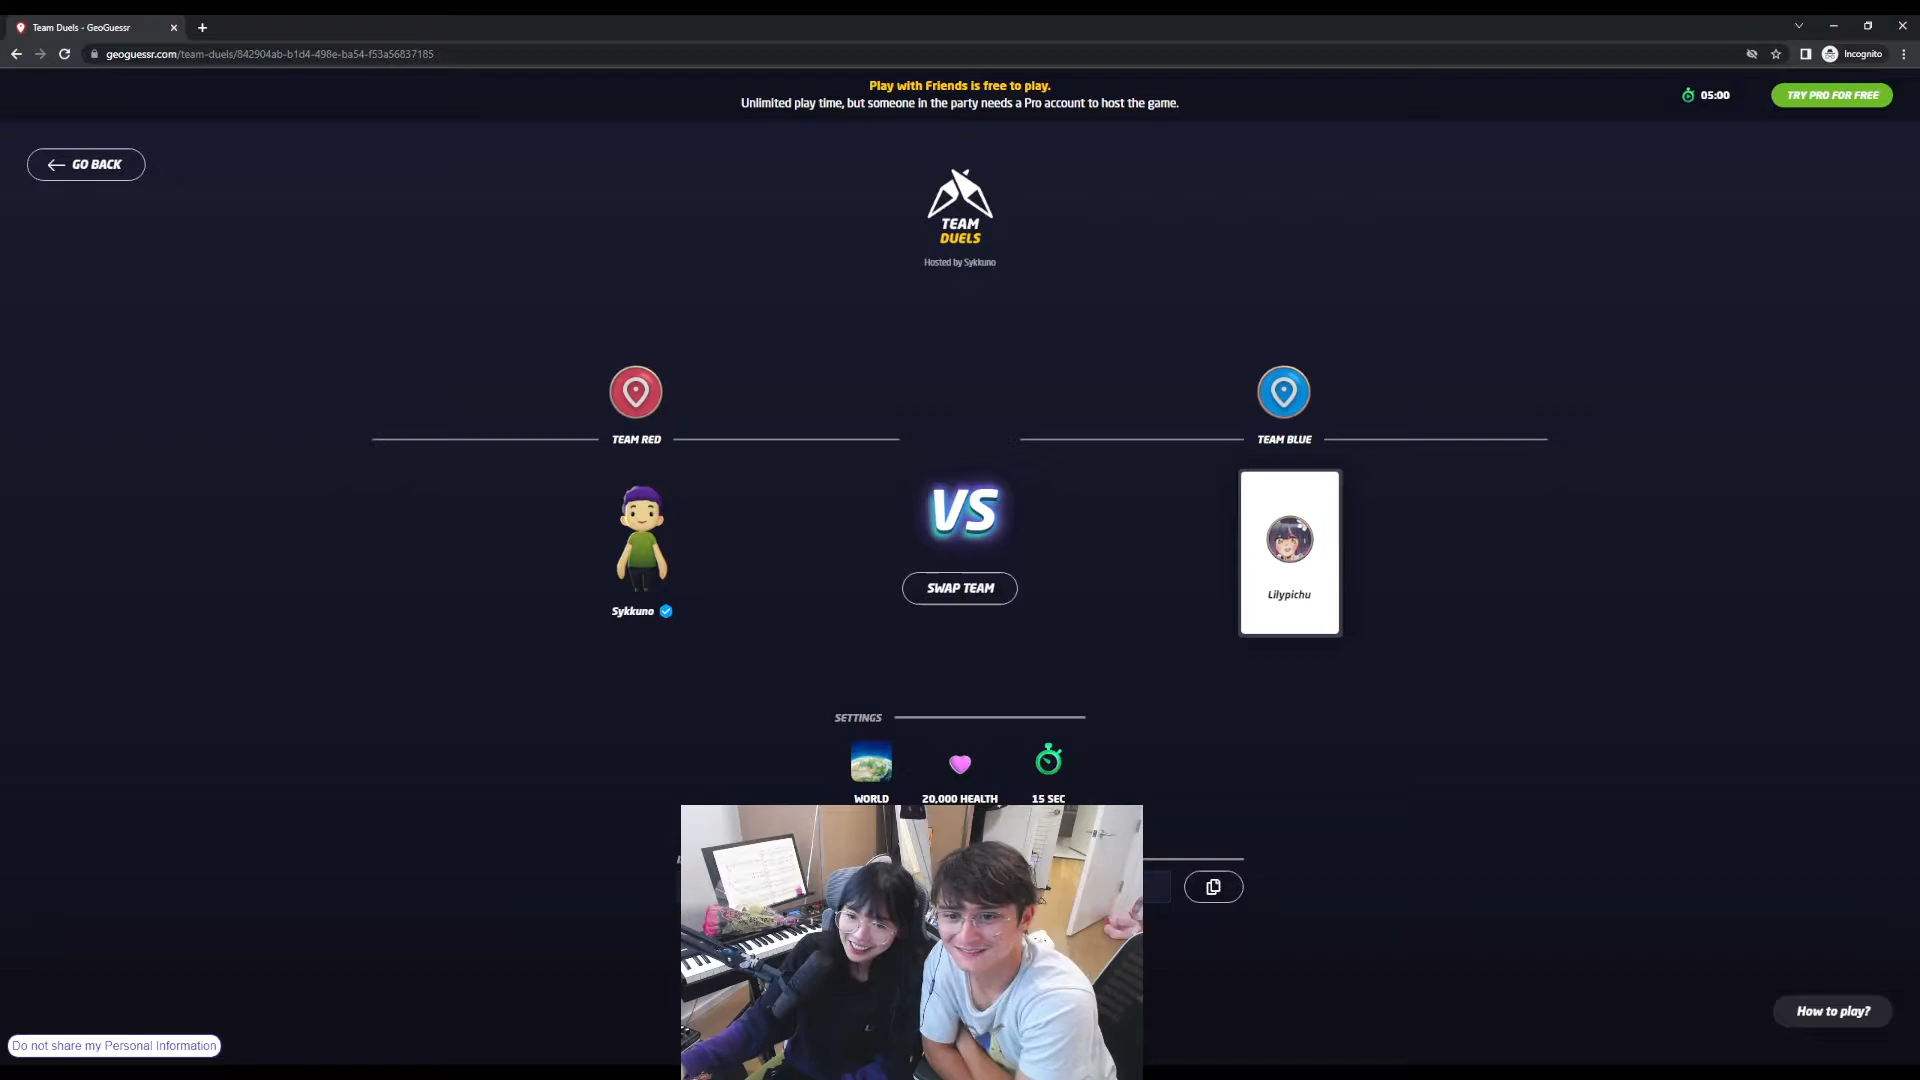 Team Duels - GeoGuessr
geoguessr.com/team-duels/842904ab-b1d4-498e-ba54-f53a56837185
Incognito
Play with Friends is free to play.
Unlimited play time, but someone in the party needs a Pro account to host the game.
05:00
TRY PRO FOR FREE
GO BACK
TEAM
DUELS
Hosted by Sykkuno
TEAM RED
TEAM BLUE
VS
SWAP TEAM
Sykkuno
Lilypichu
SETTINGS
WORLD
20,000 HEALTH
15 SEC
How to play?
Do not share my Personal Information